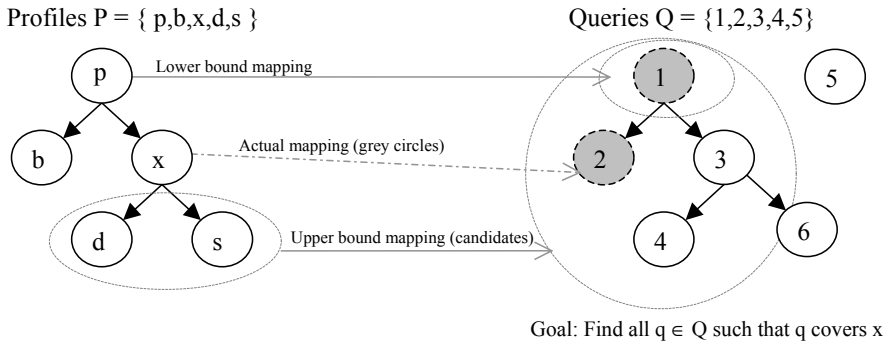 Profiles P = { p,b,x,d,s }
Queries Q = {1,2,3,4,5}
p
Lower bound mapping
1
5
b
x
Actual mapping (grey circles)
2
3
d
s
Upper bound mapping (candidates)
4
6
Goal: Find all q ∈ Q such that q covers x